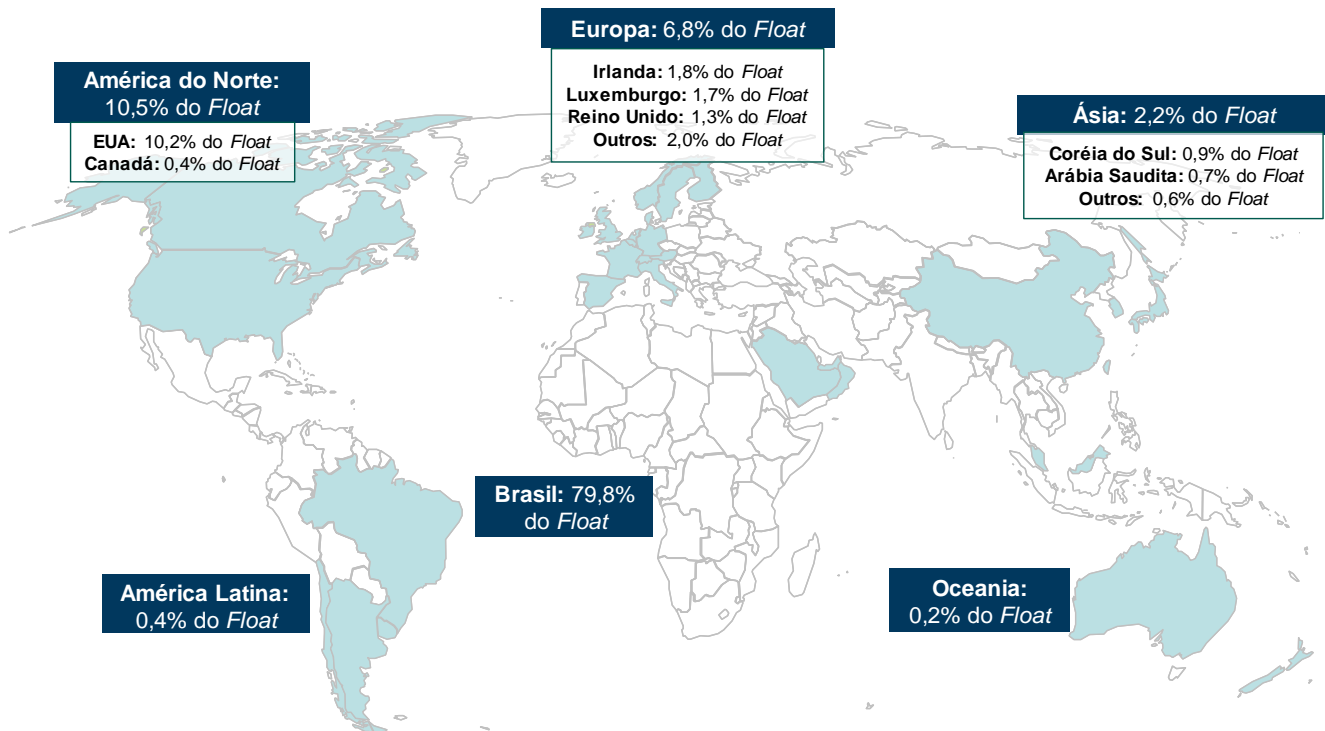 Europa: 6,8% do Float
Irlanda: 1,8% do Float
Luxemburgo: 1,7% do Float
Reino Unido: 1,3% do Float
Outros: 2,0% do Float
América do Norte:
10,5% do Float
EUA: 10,2% do Float
Canadá: 0,4% do Float
Ásia: 2,2% do Float
Coréia do Sul: 0,9% do Float
Arábia Saudita: 0,7% do Float
Outros: 0,6% do Float
Brasil: 79,8%
do Float
América Latina:
0,4% do Float
Oceania:
0,2% do Float